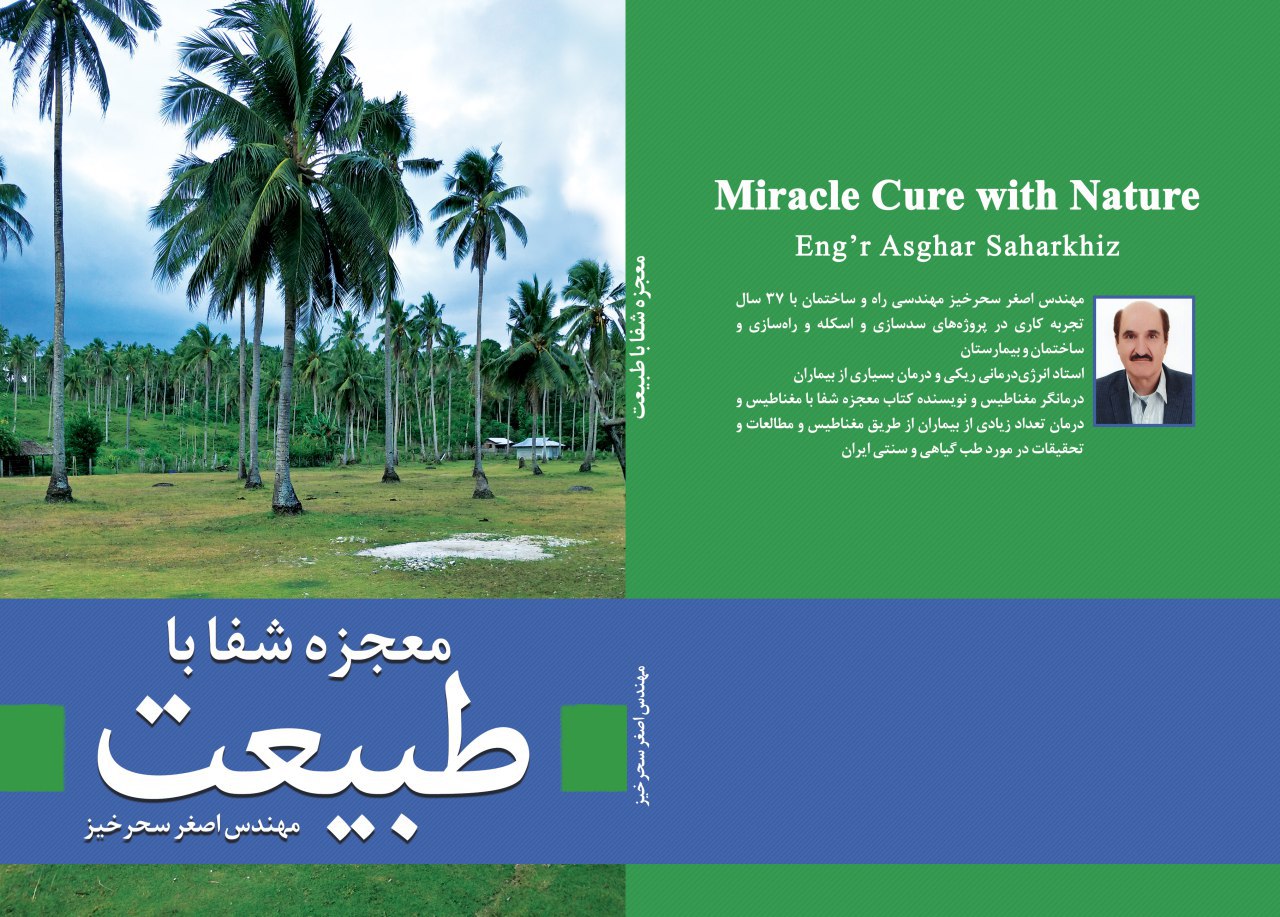 معجزه شفا با
طبیعت
مهندس اصغر سحرخیز
معجزه شفا با طبیعت
مهندس اصغر سحرخیز
Miracle Cure with Nature
Eng’r Asghar Saharkhiz
مهندس اصغر سحرخیز مهندسی راه و ساختمان با ۳۷ سال
تجربه کاری در پروژه‌های سدسازی و اسکله و راه‌سازی و
ساختمان و بیمارستان
استاد انرژی‌درمانی ریکی و درمان بسیاری از بیماران
درمانگر مغناطیس و نویسنده کتاب معجزه شفا با مغناطیس و
درمان تعداد زیادی از بیماران از طریق مغناطیس و مطالعات و
تحقیقات در مورد طب گیاهی و سنتی ایران